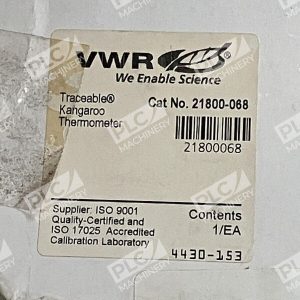 VWR
We Enable Science
Traceable® Cat No. 21800-068
Kangaroo
Thermometer
21800068
Supplier: ISO 9001
Quality-Certified and
ISO 17025 Accredited
Calibration Laboratory
Contents
1/EA
4430-153
PLC
MACHINERY